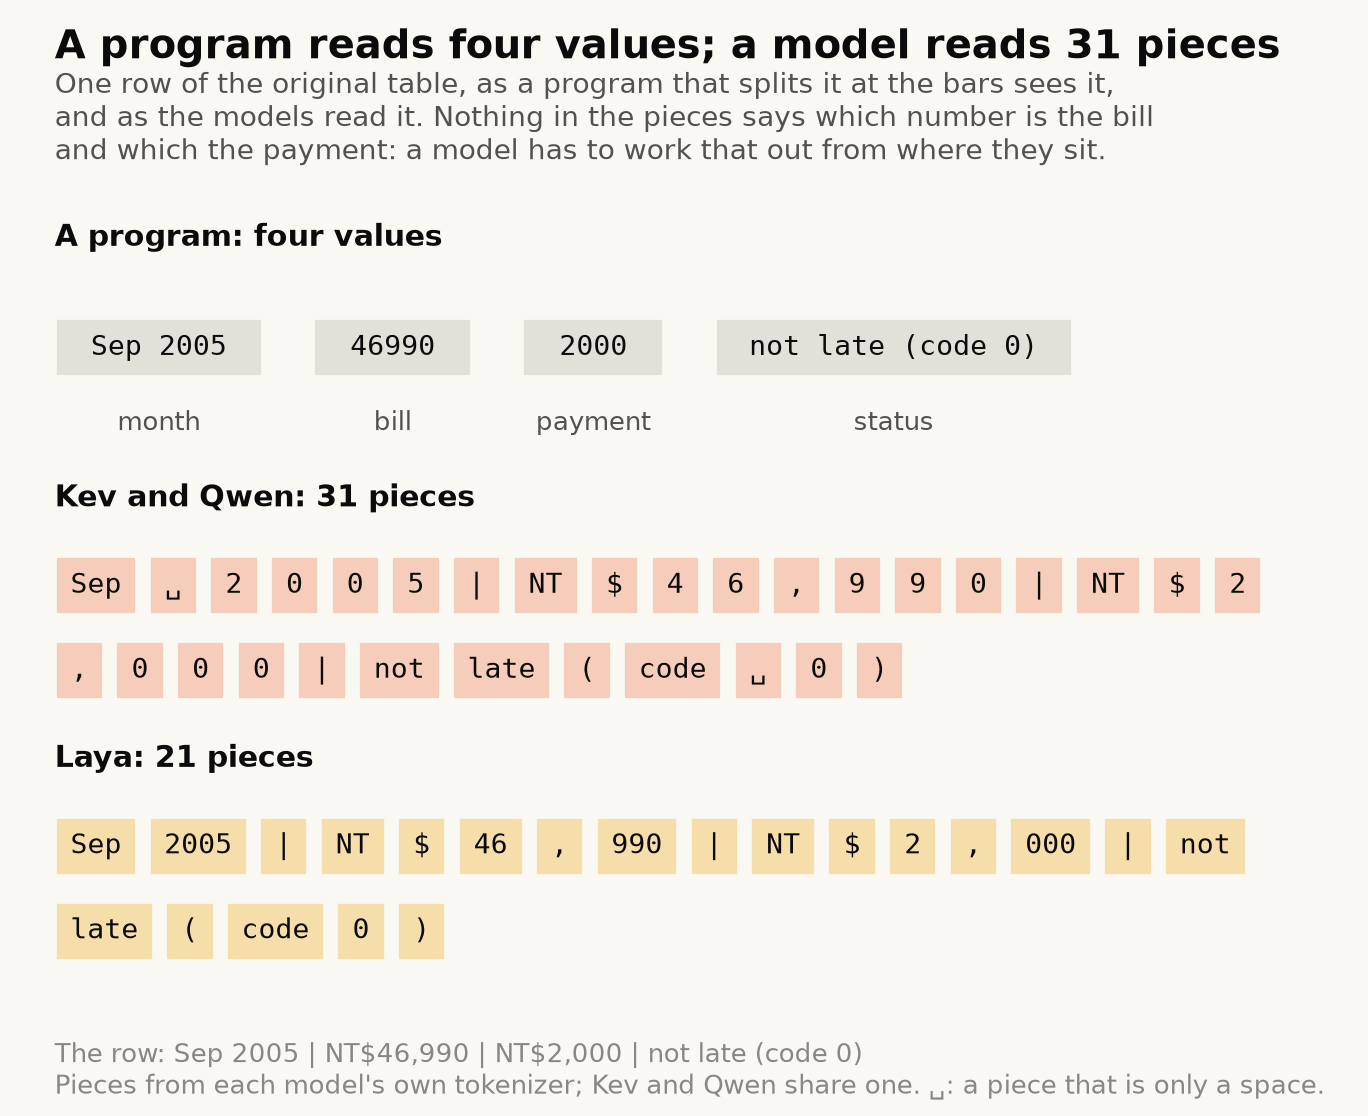 A program reads four values; a model reads 31 pieces
One row of the original table, as a program that splits it at the bars sees it,
and as the models read it. Nothing in the pieces says which number is the bill
and which the payment: a model has to work that out from where they sit.
A program: four values
Sep 2005 46990 2000 not late (code 0)
month bill payment status
Kev and Qwen: 31 pieces
Sep ␣ 2 0 0 5 | NT $ 4 6 , 9 9 0 | NT $ 2
, 0 0 0 | not late ( code ␣ 0 )
Laya: 21 pieces
Sep 2005 | NT $ 46 , 990 | NT $ 2 , 000 | not
late ( code 0 )
The row: Sep 2005 | NT$46,990 | NT$2,000 | not late (code 0)
Pieces from each model's own tokenizer; Kev and Qwen share one. ␣: a piece that is only a space.